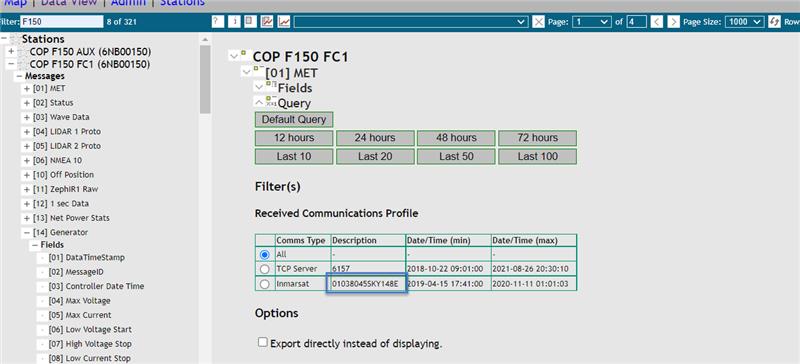 Map | Data View | Admin | Stations
Filter: F150 8 of 321
? i Page: 1 of 4 Page Size: 1000 Rows
Stations
COP F150 AUX (6NB00150)
COP F150 FC1 (6NB00150)
Messages
[01] MET
[02] Status
[03] Wave Data
[04] LIDAR 1 Proto
[05] LIDAR 2 Proto
[06] NMEA 10
[10] Off Position
[11] ZephIR1 Raw
[12] 1 sec Data
[13] Net Power Stats
[14] Generator
Fields
[01] DataTimeStamp
[02] MessageID
[03] Controller Date Time
[04] Max Voltage
[05] Max Current
[06] Low Voltage Start
[07] High Voltage Stop
[08] Low Current Stop
COP F150 FC1
[01] MET
Fields
Query
Default Query
12 hours 24 hours 48 hours 72 hours
Last 10 Last 20 Last 50 Last 100
Filter(s)
Received Communications Profile
Comms Type Description Date/Time (min) Date/Time (max)
All - - -
TCP Server 6157 2018-10-22 09:01:00 2021-08-26 20:30:10
Inmarsat 01038045SKY148E 2019-04-15 17:41:00 2020-11-11 01:01:03
Options
Export directly instead of displaying.